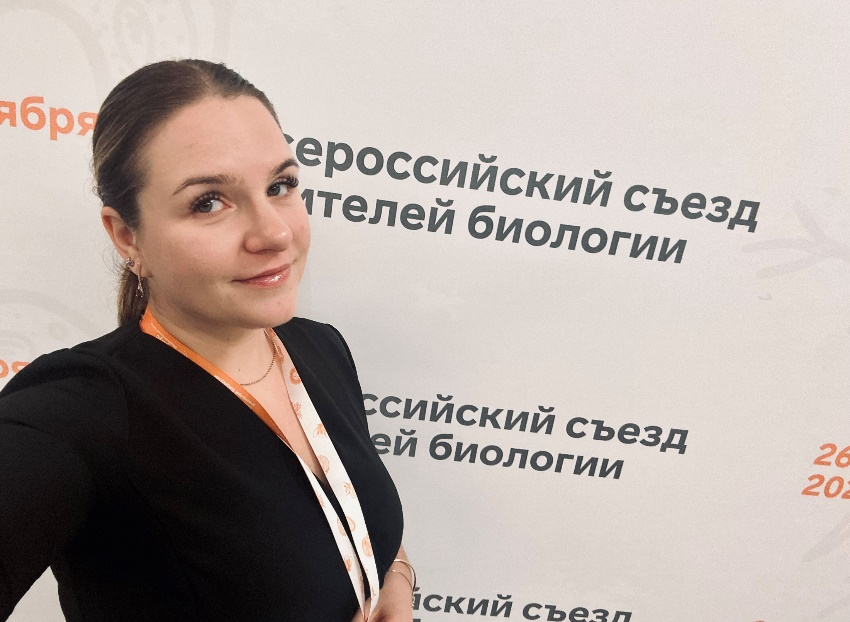 ября
сероссийский съезд
ителей биологии
ссийский съезд
ей биологии
26
202
йский съезд